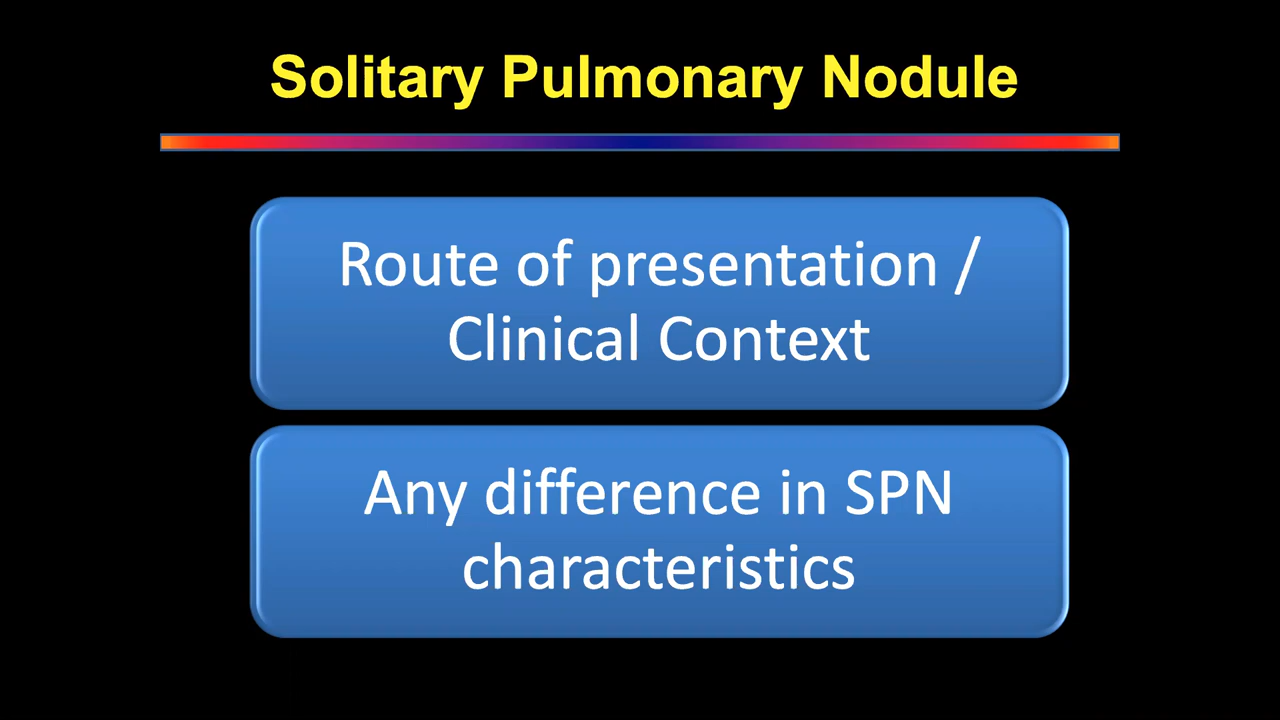 Solitary Pulmonary Nodule
Route of presentation /
Clinical Context
Any difference in SPN
characteristics